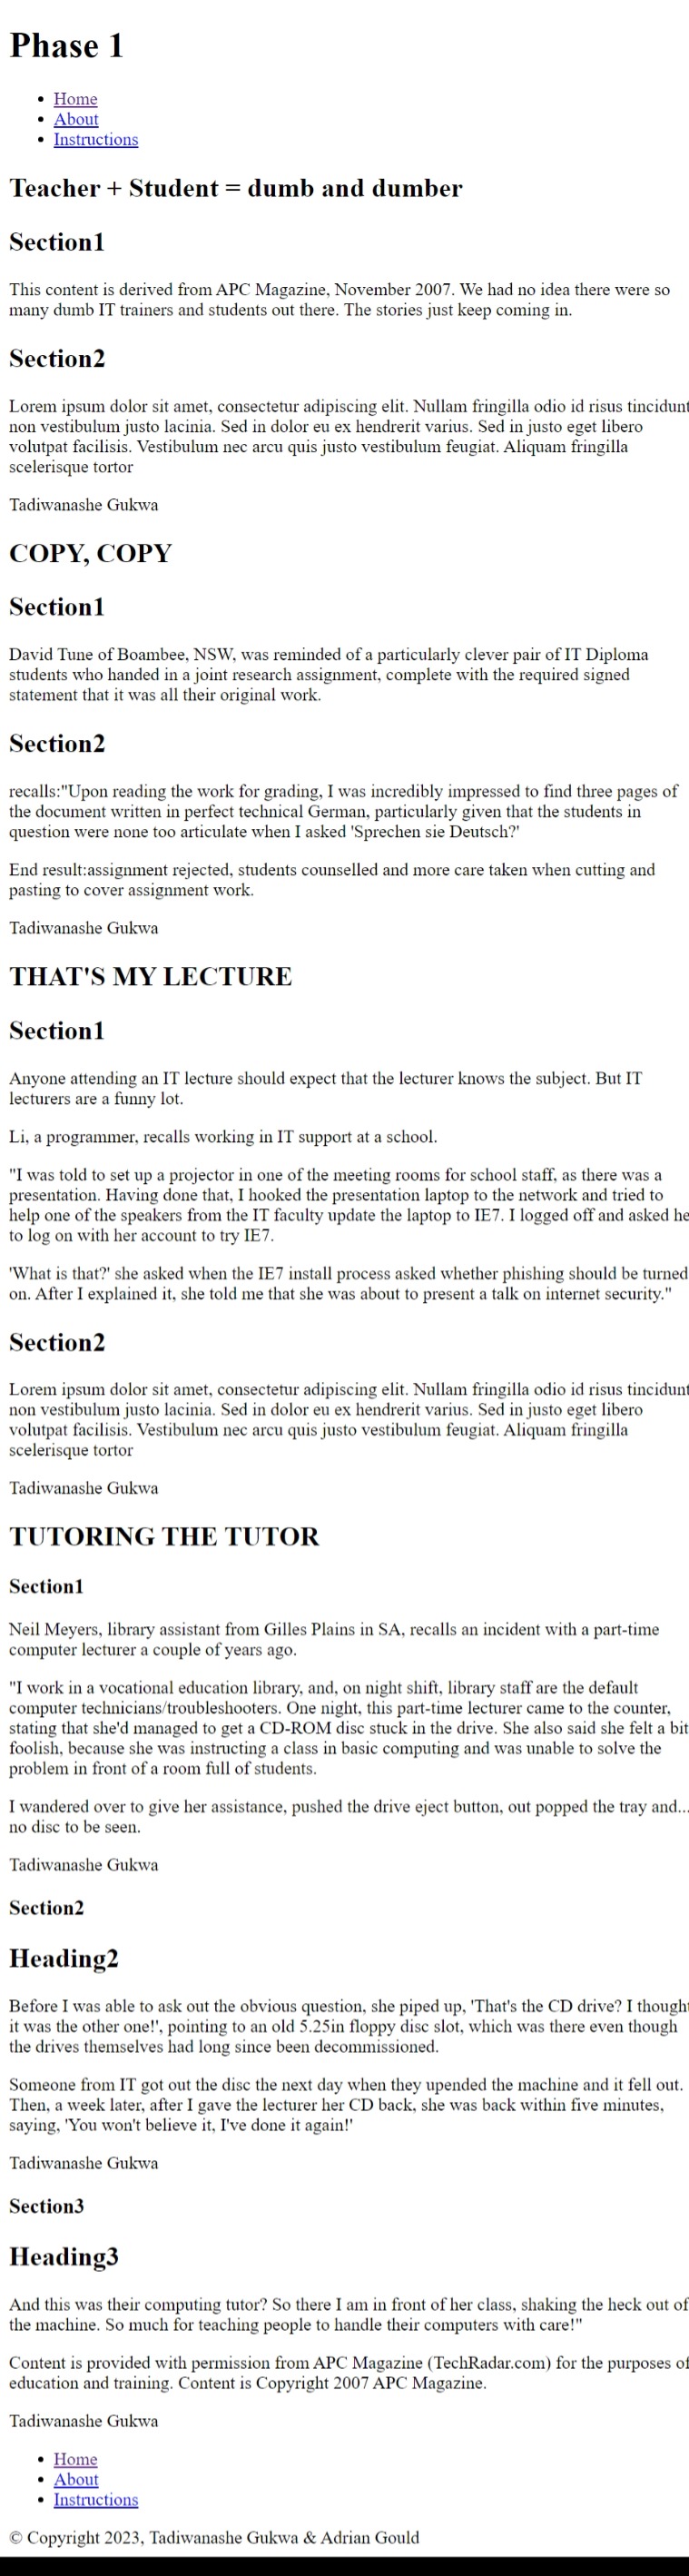 Phase 1
Home
About
Instructions
Teacher + Student = dumb and dumber
Section1
This content is derived from APC Magazine, November 2007. We had no idea there were so
many dumb IT trainers and students out there. The stories just keep coming in.
Section2
Lorem ipsum dolor sit amet, consectetur adipiscing elit. Nullam fringilla odio id risus tincidunt
non vestibulum justo lacinia. Sed in dolor eu ex hendrerit varius. Sed in justo eget libero
volutpat facilisis. Vestibulum nec arcu quis justo vestibulum feugiat. Aliquam fringilla
scelerisque tortor
Tadiwanashe Gukwa
COPY, COPY
Section1
David Tune of Boambee, NSW, was reminded of a particularly clever pair of IT Diploma
students who handed in a joint research assignment, complete with the required signed
statement that it was all their original work.
Section2
recalls:"Upon reading the work for grading, I was incredibly impressed to find three pages of
the document written in perfect technical German, particularly given that the students in
question were none too articulate when I asked 'Sprechen sie Deutsch?'
End result:assignment rejected, students counselled and more care taken when cutting and
pasting to cover assignment work.
Tadiwanashe Gukwa
THAT'S MY LECTURE
Section1
Anyone attending an IT lecture should expect that the lecturer knows the subject. But IT
lecturers are a funny lot.
Li, a programmer, recalls working in IT support at a school.
"I was told to set up a projector in one of the meeting rooms for school staff, as there was a
presentation. Having done that, I hooked the presentation laptop to the network and tried to
help one of the speakers from the IT faculty update the laptop to IE7. I logged off and asked he
to log on with her account to try IE7.
'What is that?' she asked when the IE7 install process asked whether phishing should be turned
on. After I explained it, she told me that she was about to present a talk on internet security."
Section2
Lorem ipsum dolor sit amet, consectetur adipiscing elit. Nullam fringilla odio id risus tincidunt
non vestibulum justo lacinia. Sed in dolor eu ex hendrerit varius. Sed in justo eget libero
volutpat facilisis. Vestibulum nec arcu quis justo vestibulum feugiat. Aliquam fringilla
scelerisque tortor
Tadiwanashe Gukwa
TUTORING THE TUTOR
Section1
Neil Meyers, library assistant from Gilles Plains in SA, recalls an incident with a part-time
computer lecturer a couple of years ago.
"I work in a vocational education library, and, on night shift, library staff are the default
computer technicians/troubleshooters. One night, this part-time lecturer came to the counter,
stating that she'd managed to get a CD-ROM disc stuck in the drive. She also said she felt a bit
foolish, because she was instructing a class in basic computing and was unable to solve the
problem in front of a room full of students.
I wandered over to give her assistance, pushed the drive eject button, out popped the tray and...
no disc to be seen.
Tadiwanashe Gukwa
Section2
Heading2
Before I was able to ask out the obvious question, she piped up, 'That's the CD drive? I thought
it was the other one!', pointing to an old 5.25in floppy disc slot, which was there even though
the drives themselves had long since been decommissioned.
Someone from IT got out the disc the next day when they upended the machine and it fell out.
Then, a week later, after I gave the lecturer her CD back, she was back within five minutes,
saying, 'You won't believe it, I've done it again!'
Tadiwanashe Gukwa
Section3
Heading3
And this was their computing tutor? So there I am in front of her class, shaking the heck out of
the machine. So much for teaching people to handle their computers with care!"
Content is provided with permission from APC Magazine (TechRadar.com) for the purposes of
education and training. Content is Copyright 2007 APC Magazine.
Tadiwanashe Gukwa
Home
About
Instructions
© Copyright 2023, Tadiwanashe Gukwa & Adrian Gould